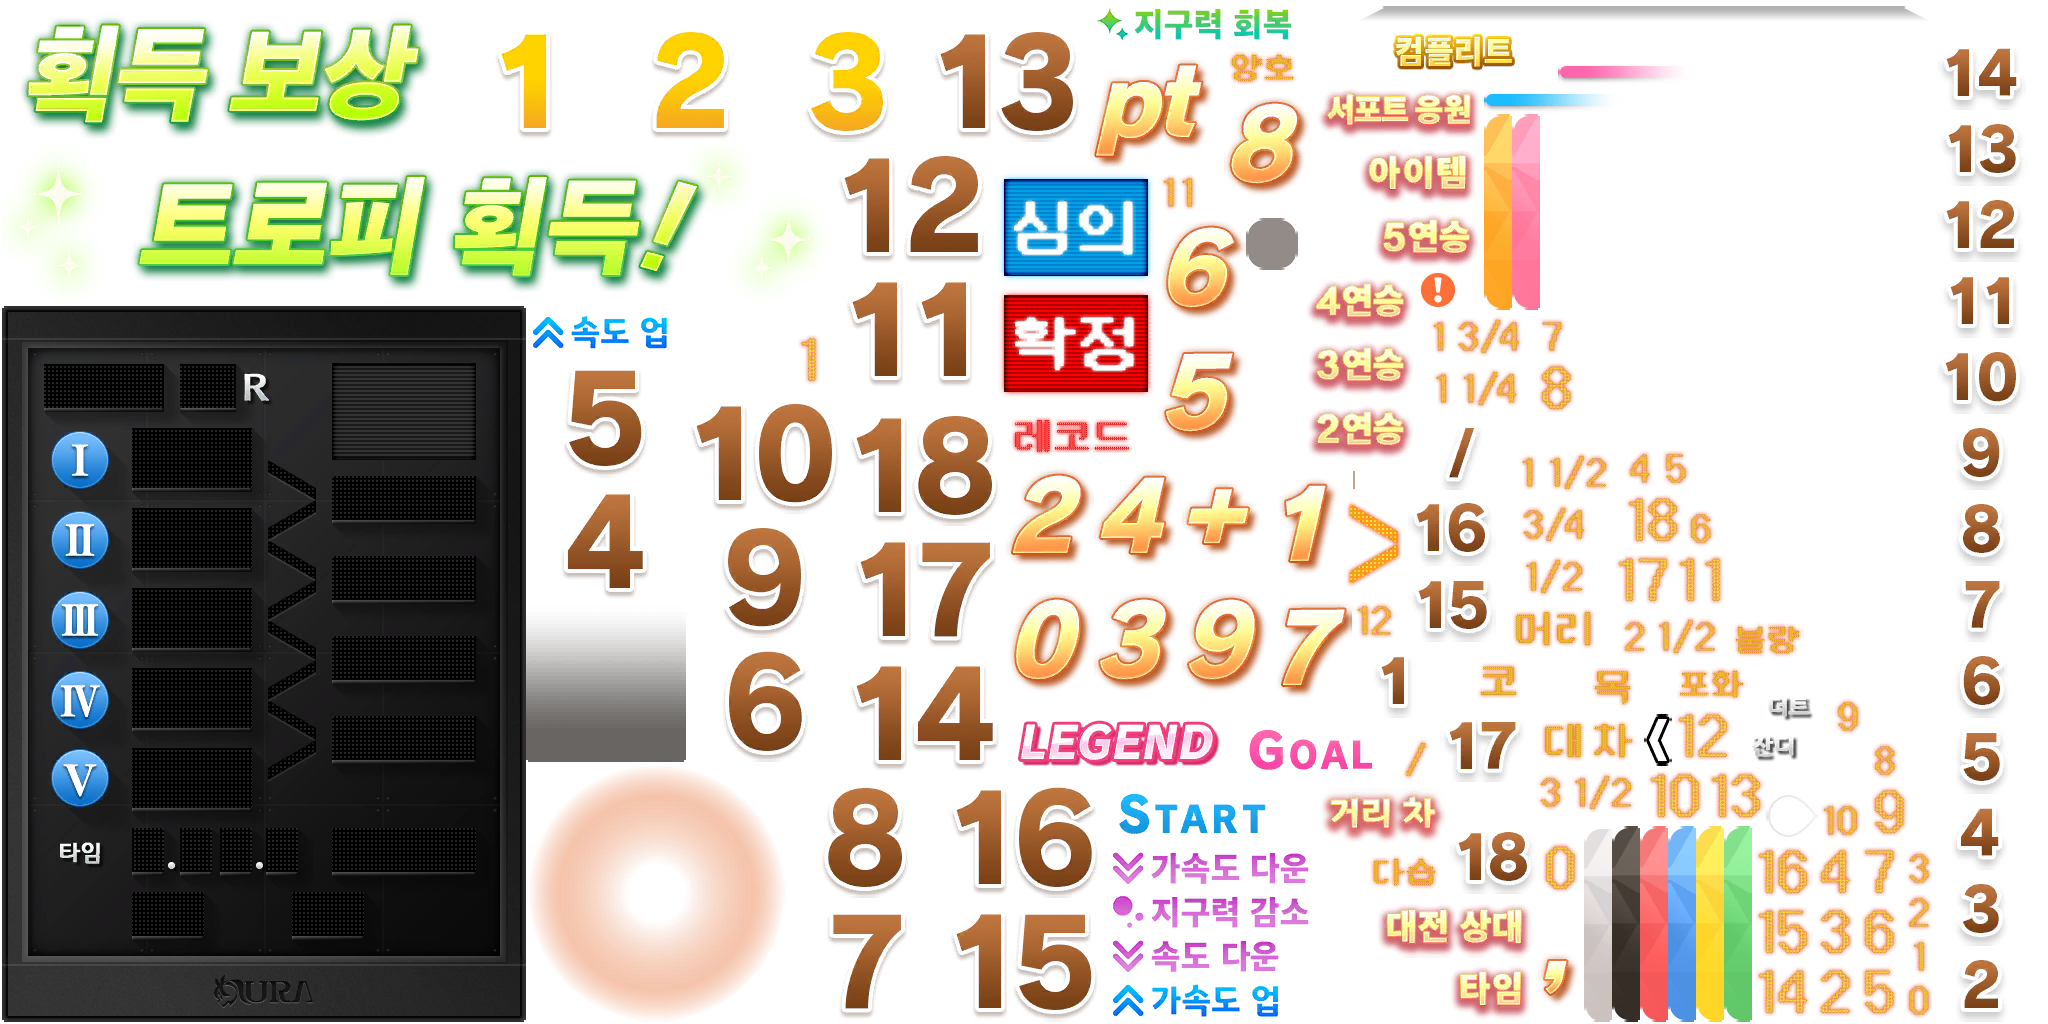 획득 보상
1 2 3 13
지구력 회복
컴플리트
14
pt
양호
8
서포트 응원
트로피 획득!
12
심의
11
아이템
13
6
5연승
12
속도 업
1
11
확정
5
4연승
!
1 3/4 7
11
R
5
3연승
1 1/4 8
10
I
10
18
레코드
2연승
/
9
II
4
2 4 + 1
>
16
1 1/2 4 5
3/4 18 6
8
III
9
17
0 3 9 7
12
15
1/2 17 11
머리 2 1/2 불량
7
IV
6
14
1
코 목 포화
더트
9
6
V
LEGEND
GOAL
/
17
대 차
12
잔디
8
5
타임
8
16
START
거리 차
3 1/2 10 13
10 9
4
가속도 다운
다습
18
0
16 4 7 3
지구력 감소
대전 상대
15 3 6 2
3
7
15
속도 다운
1
AURA
가속도 업
타임
,
14 2 5 0
2